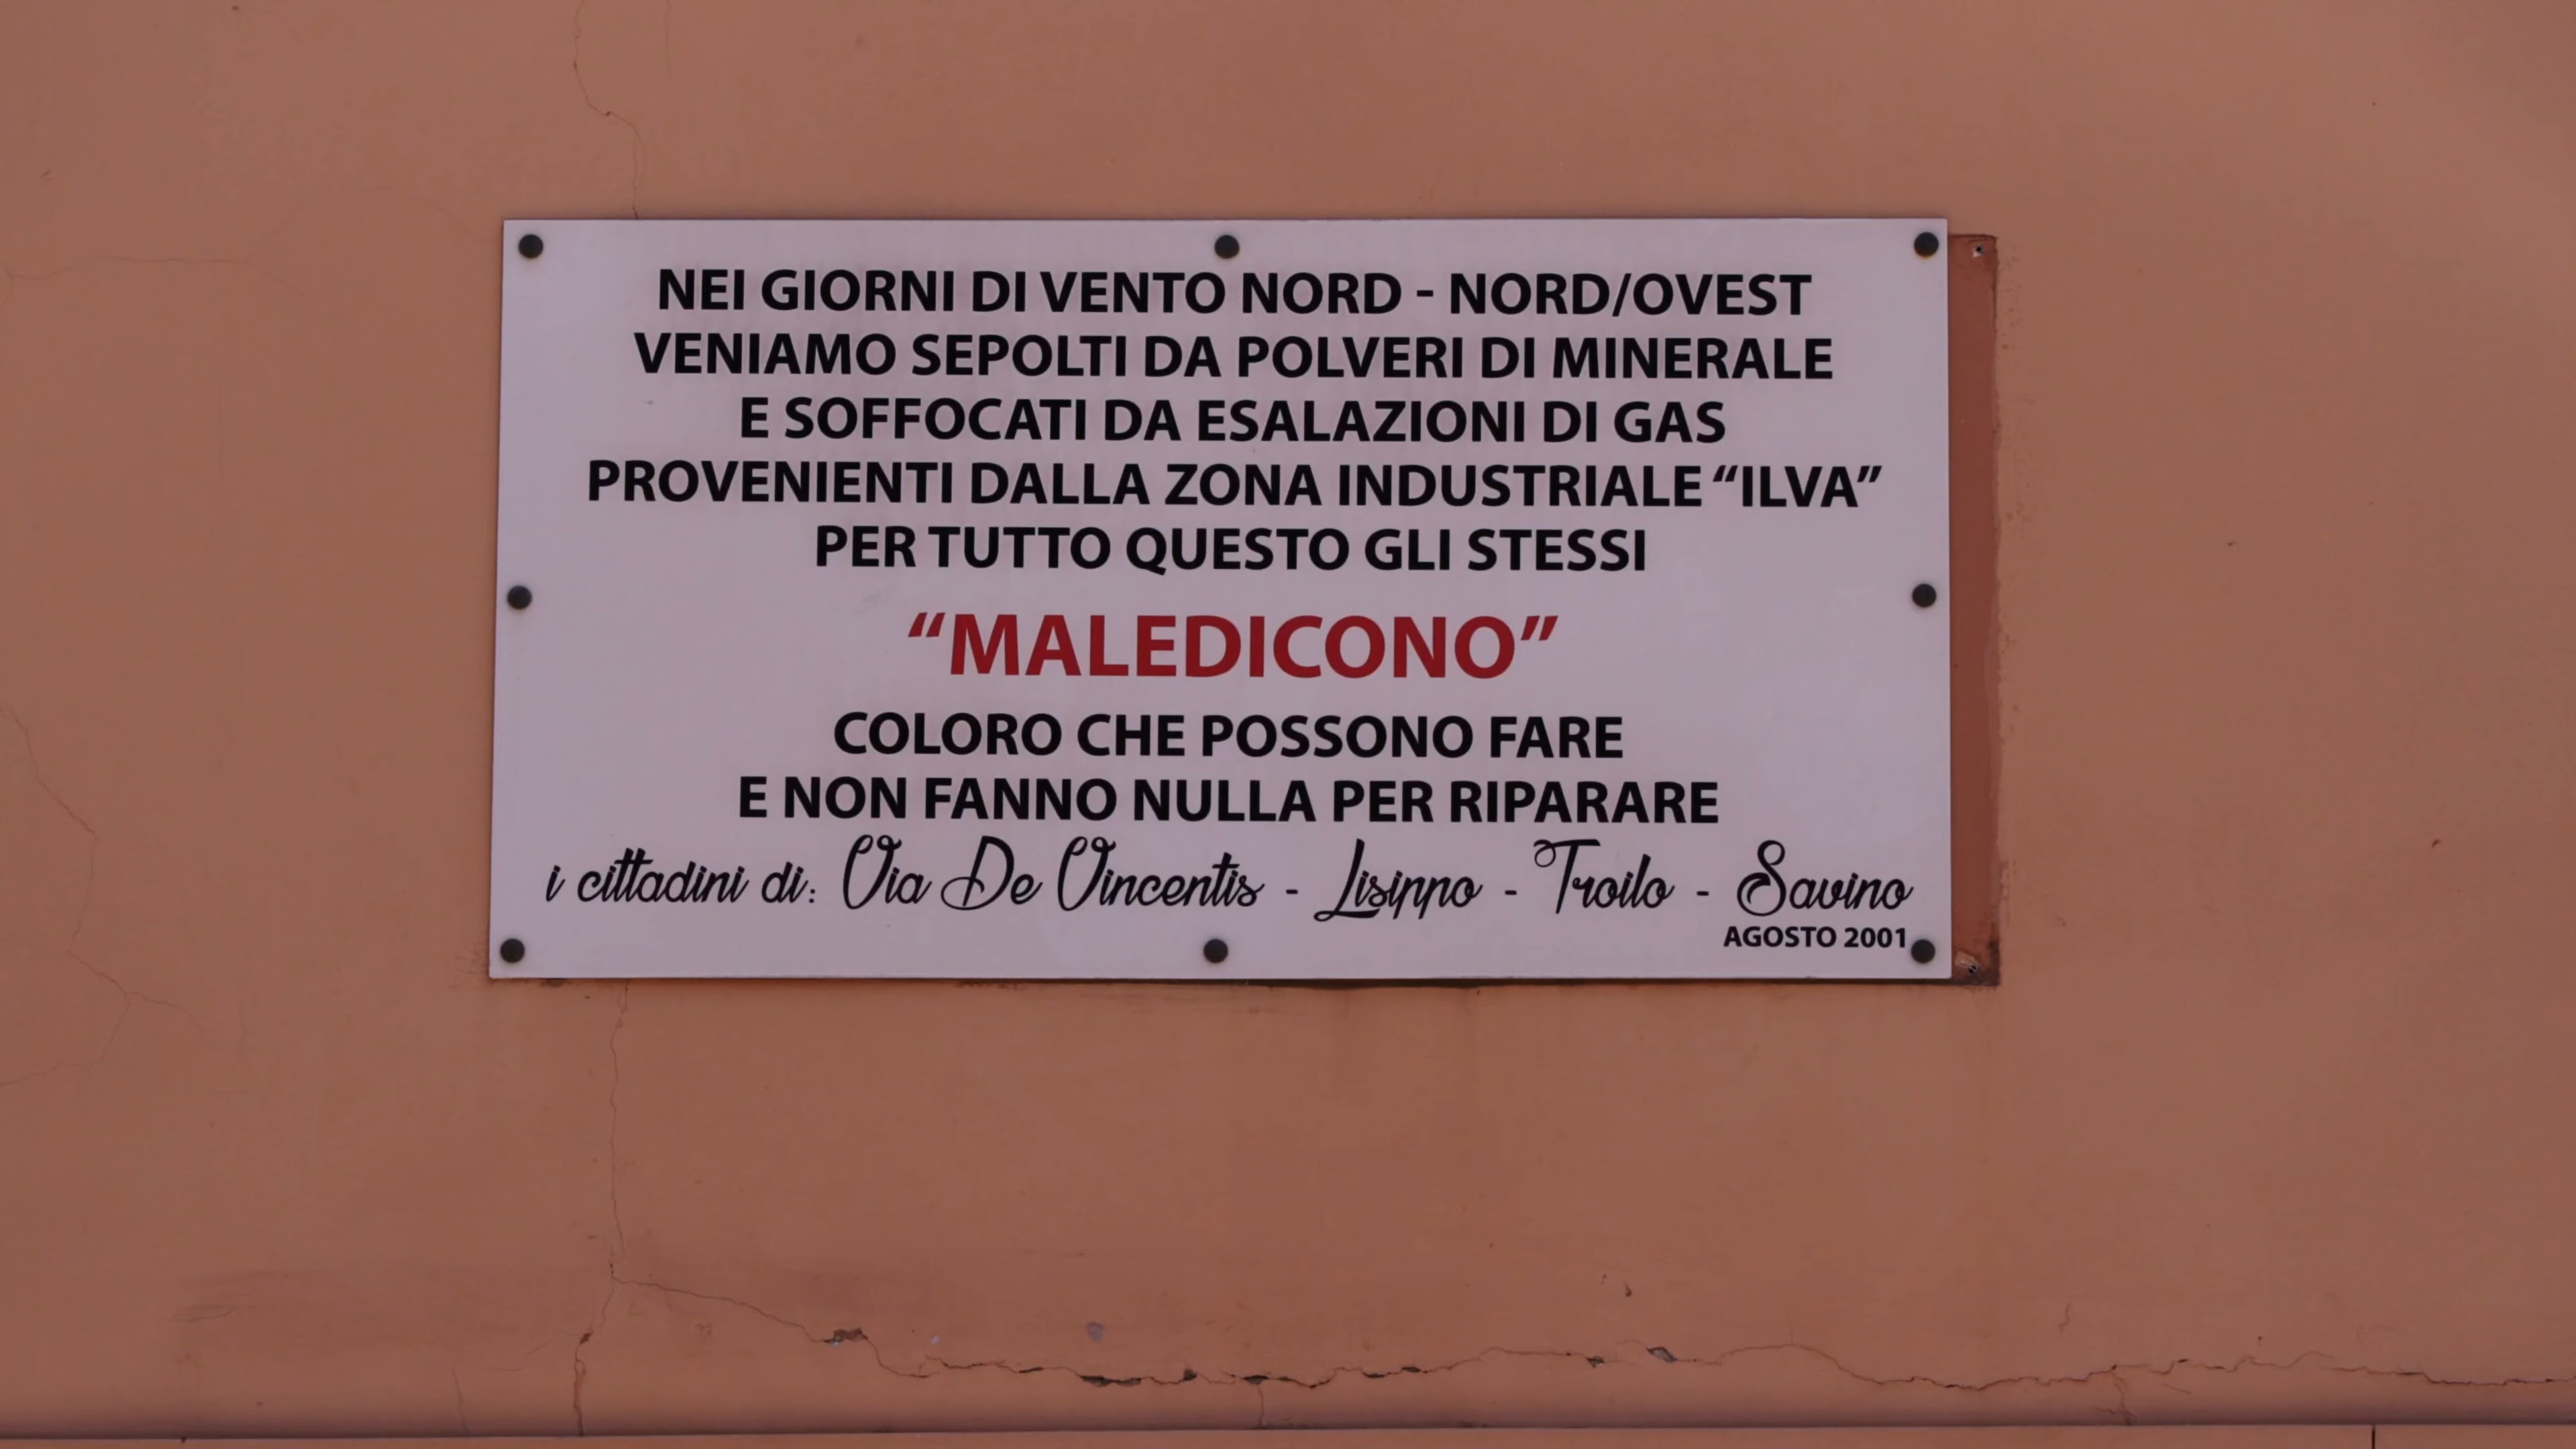 NEI GIORNI DI VENTO NORD - NORD/OVEST
VENIAMO SEPOLTI DA POLVERI DI MINERALE
E SOFFOCATI DA ESALAZIONI DI GAS
PROVENIENTI DALLA ZONA INDUSTRIALE “ILVA”
PER TUTTO QUESTO GLI STESSI
“MALEDICONO”
COLORO CHE POSSONO FARE
E NON FANNO NULLA PER RIPARARE
i cittadini di: Via De Vincentis - Lisippo - Troilo - Savino
AGOSTO 2001